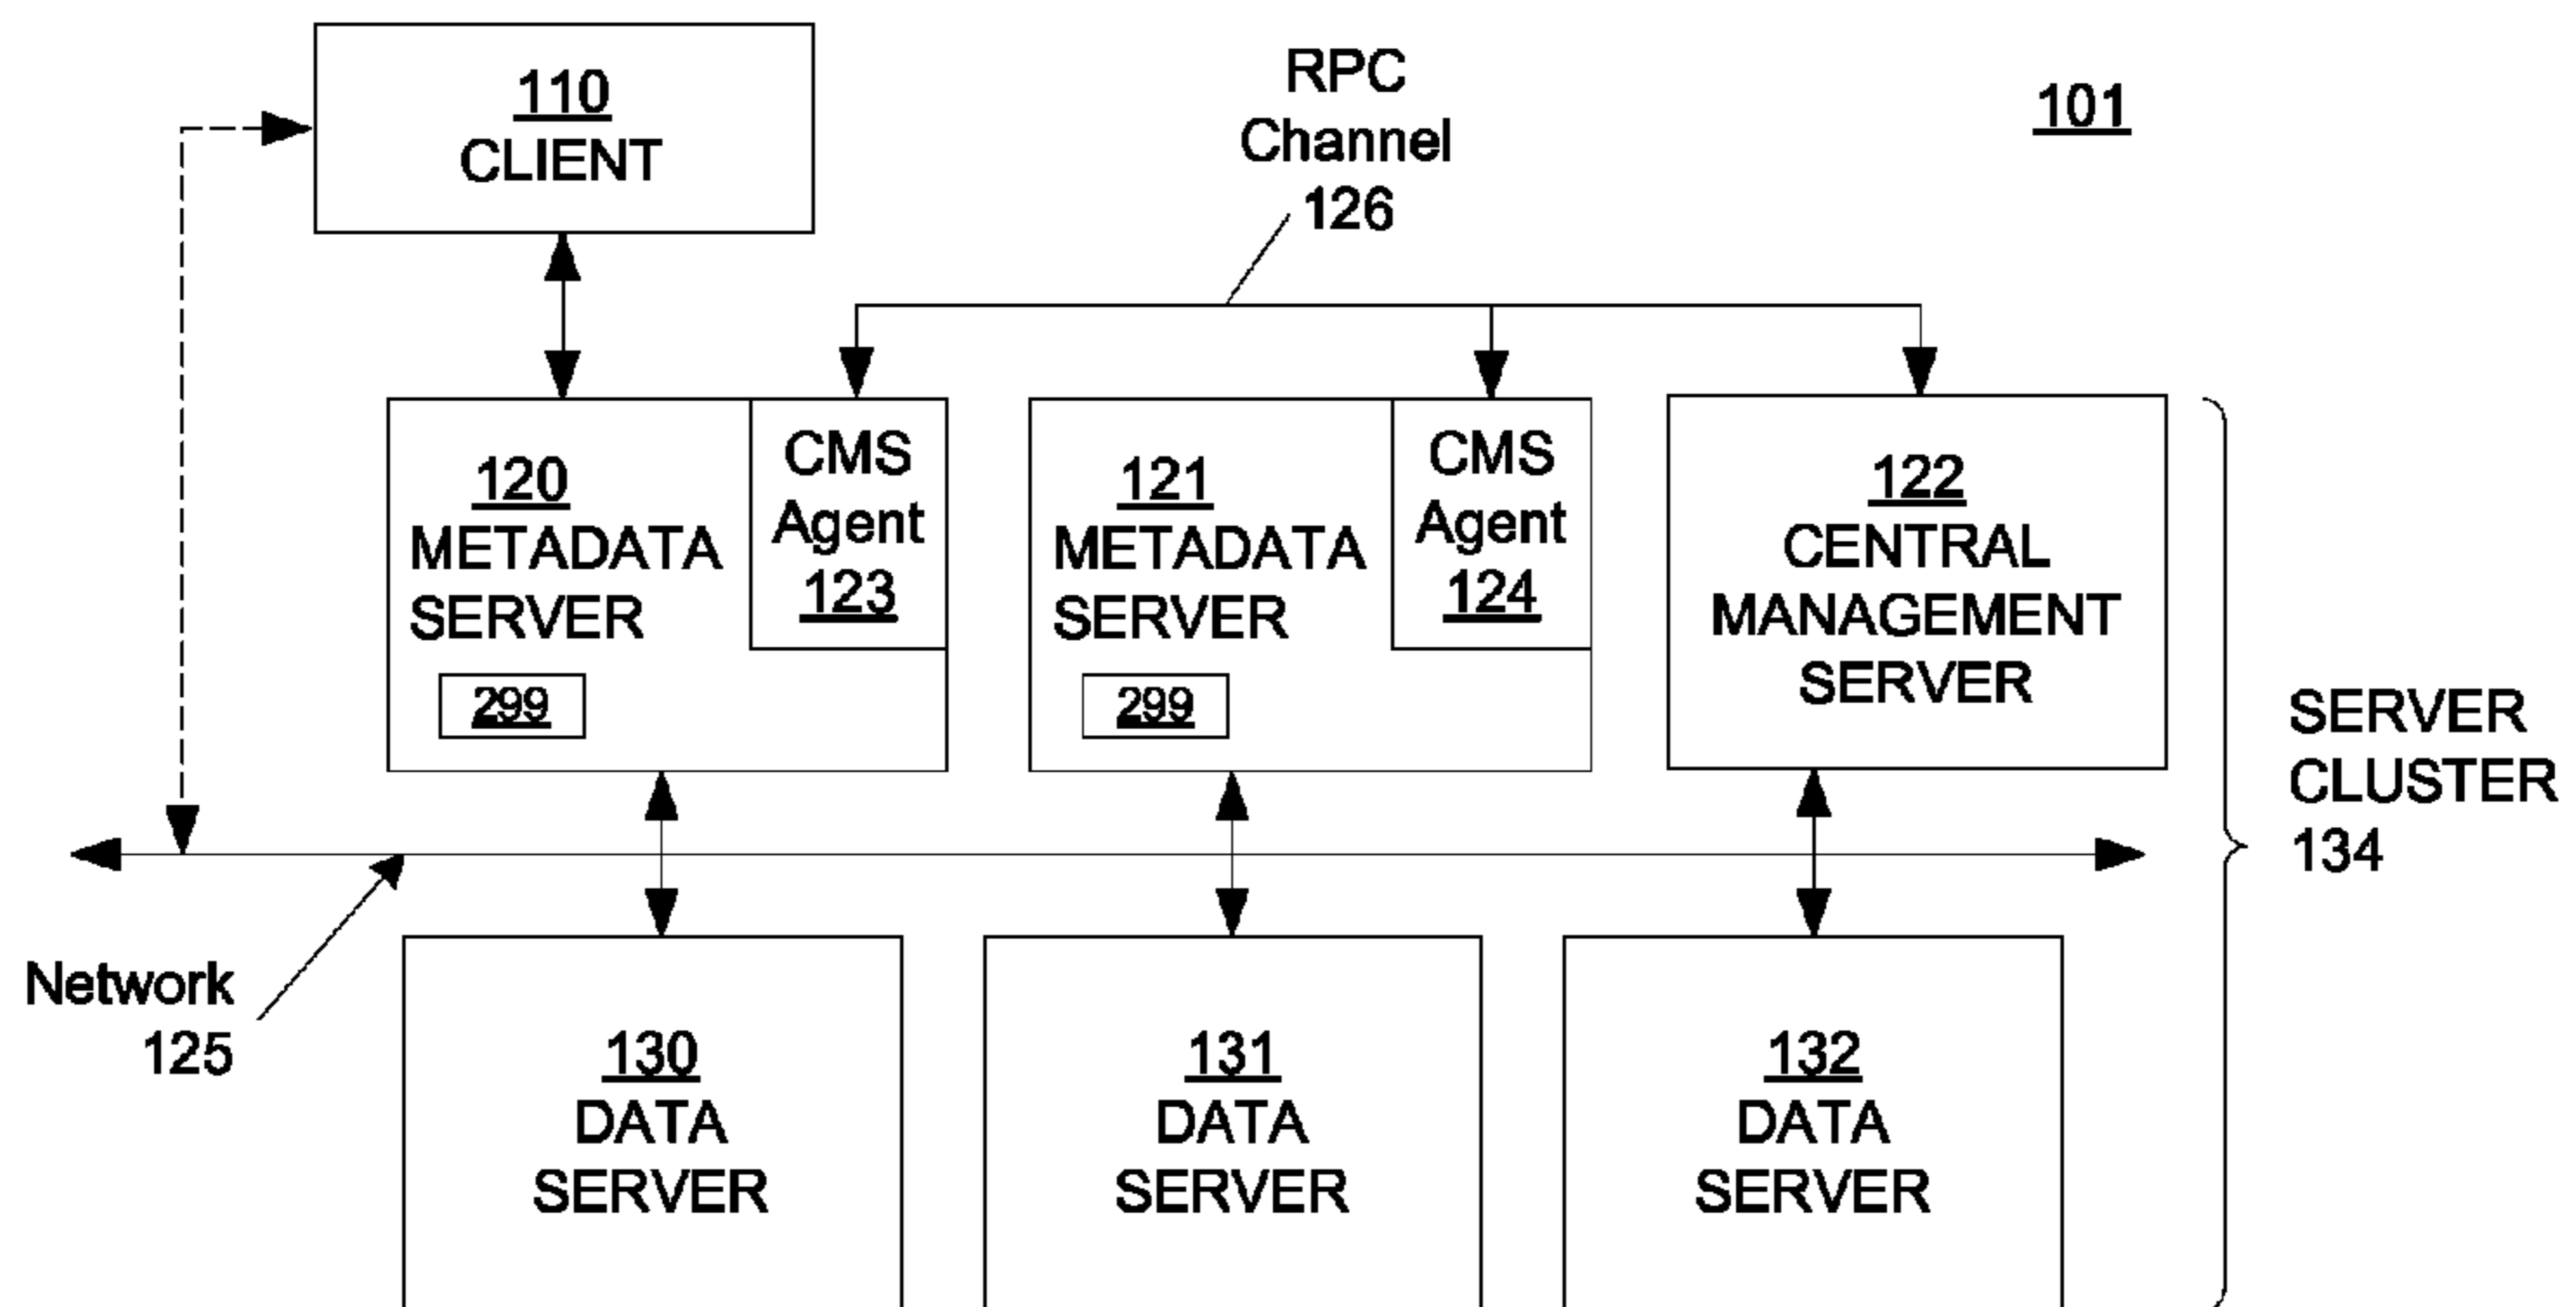 110
CLIENT
RPC
Channel
126
101
120
METADATA
SERVER
299
CMS
Agent
123
121
METADATA
SERVER
299
CMS
Agent
124
122
CENTRAL
MANAGEMENT
SERVER
SERVER
CLUSTER
134
Network
125
130
DATA
SERVER
131
DATA
SERVER
132
DATA
SERVER